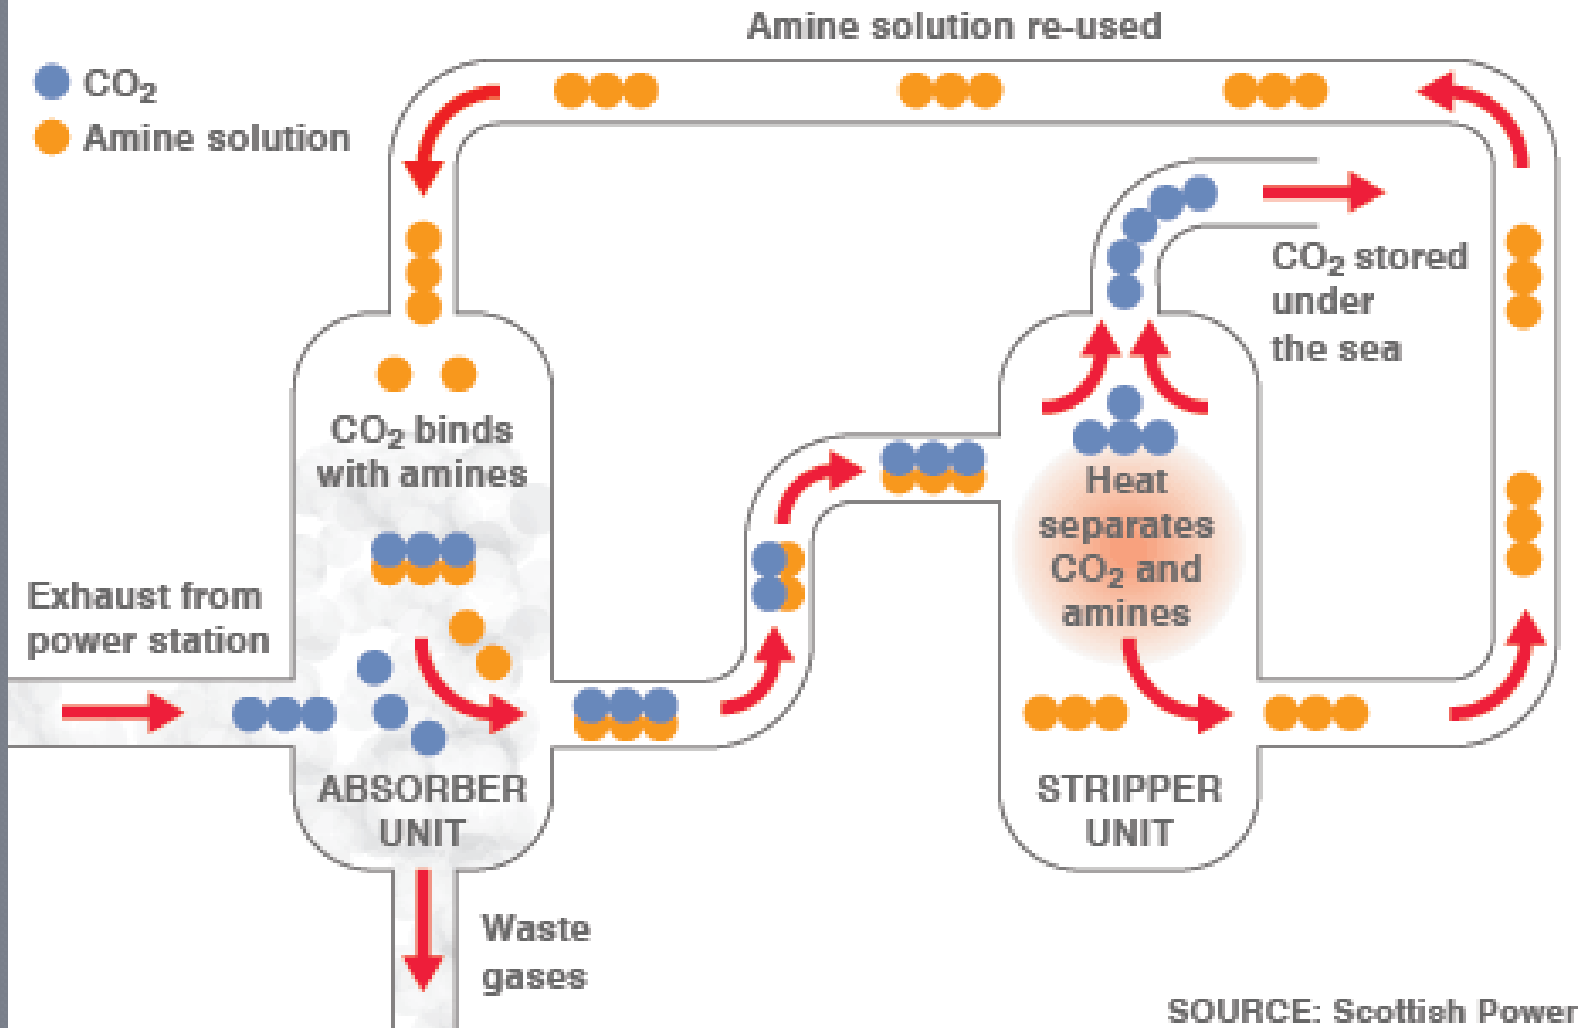 Amine solution re-used
CO₂
Amine solution
CO₂ stored
under
the sea
CO₂ binds
with amines
Heat
separates
CO₂ and
amines
Exhaust from
power station
ABSORBER
UNIT
STRIPPER
UNIT
Waste
gases
SOURCE: Scottish Power